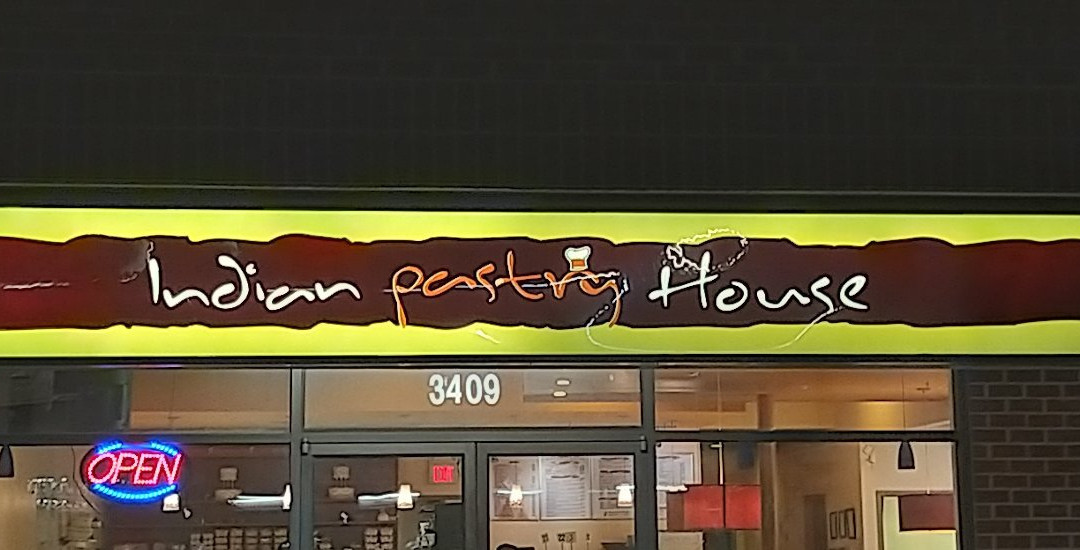 Indian pastry House
3409
OPEN
EXIT